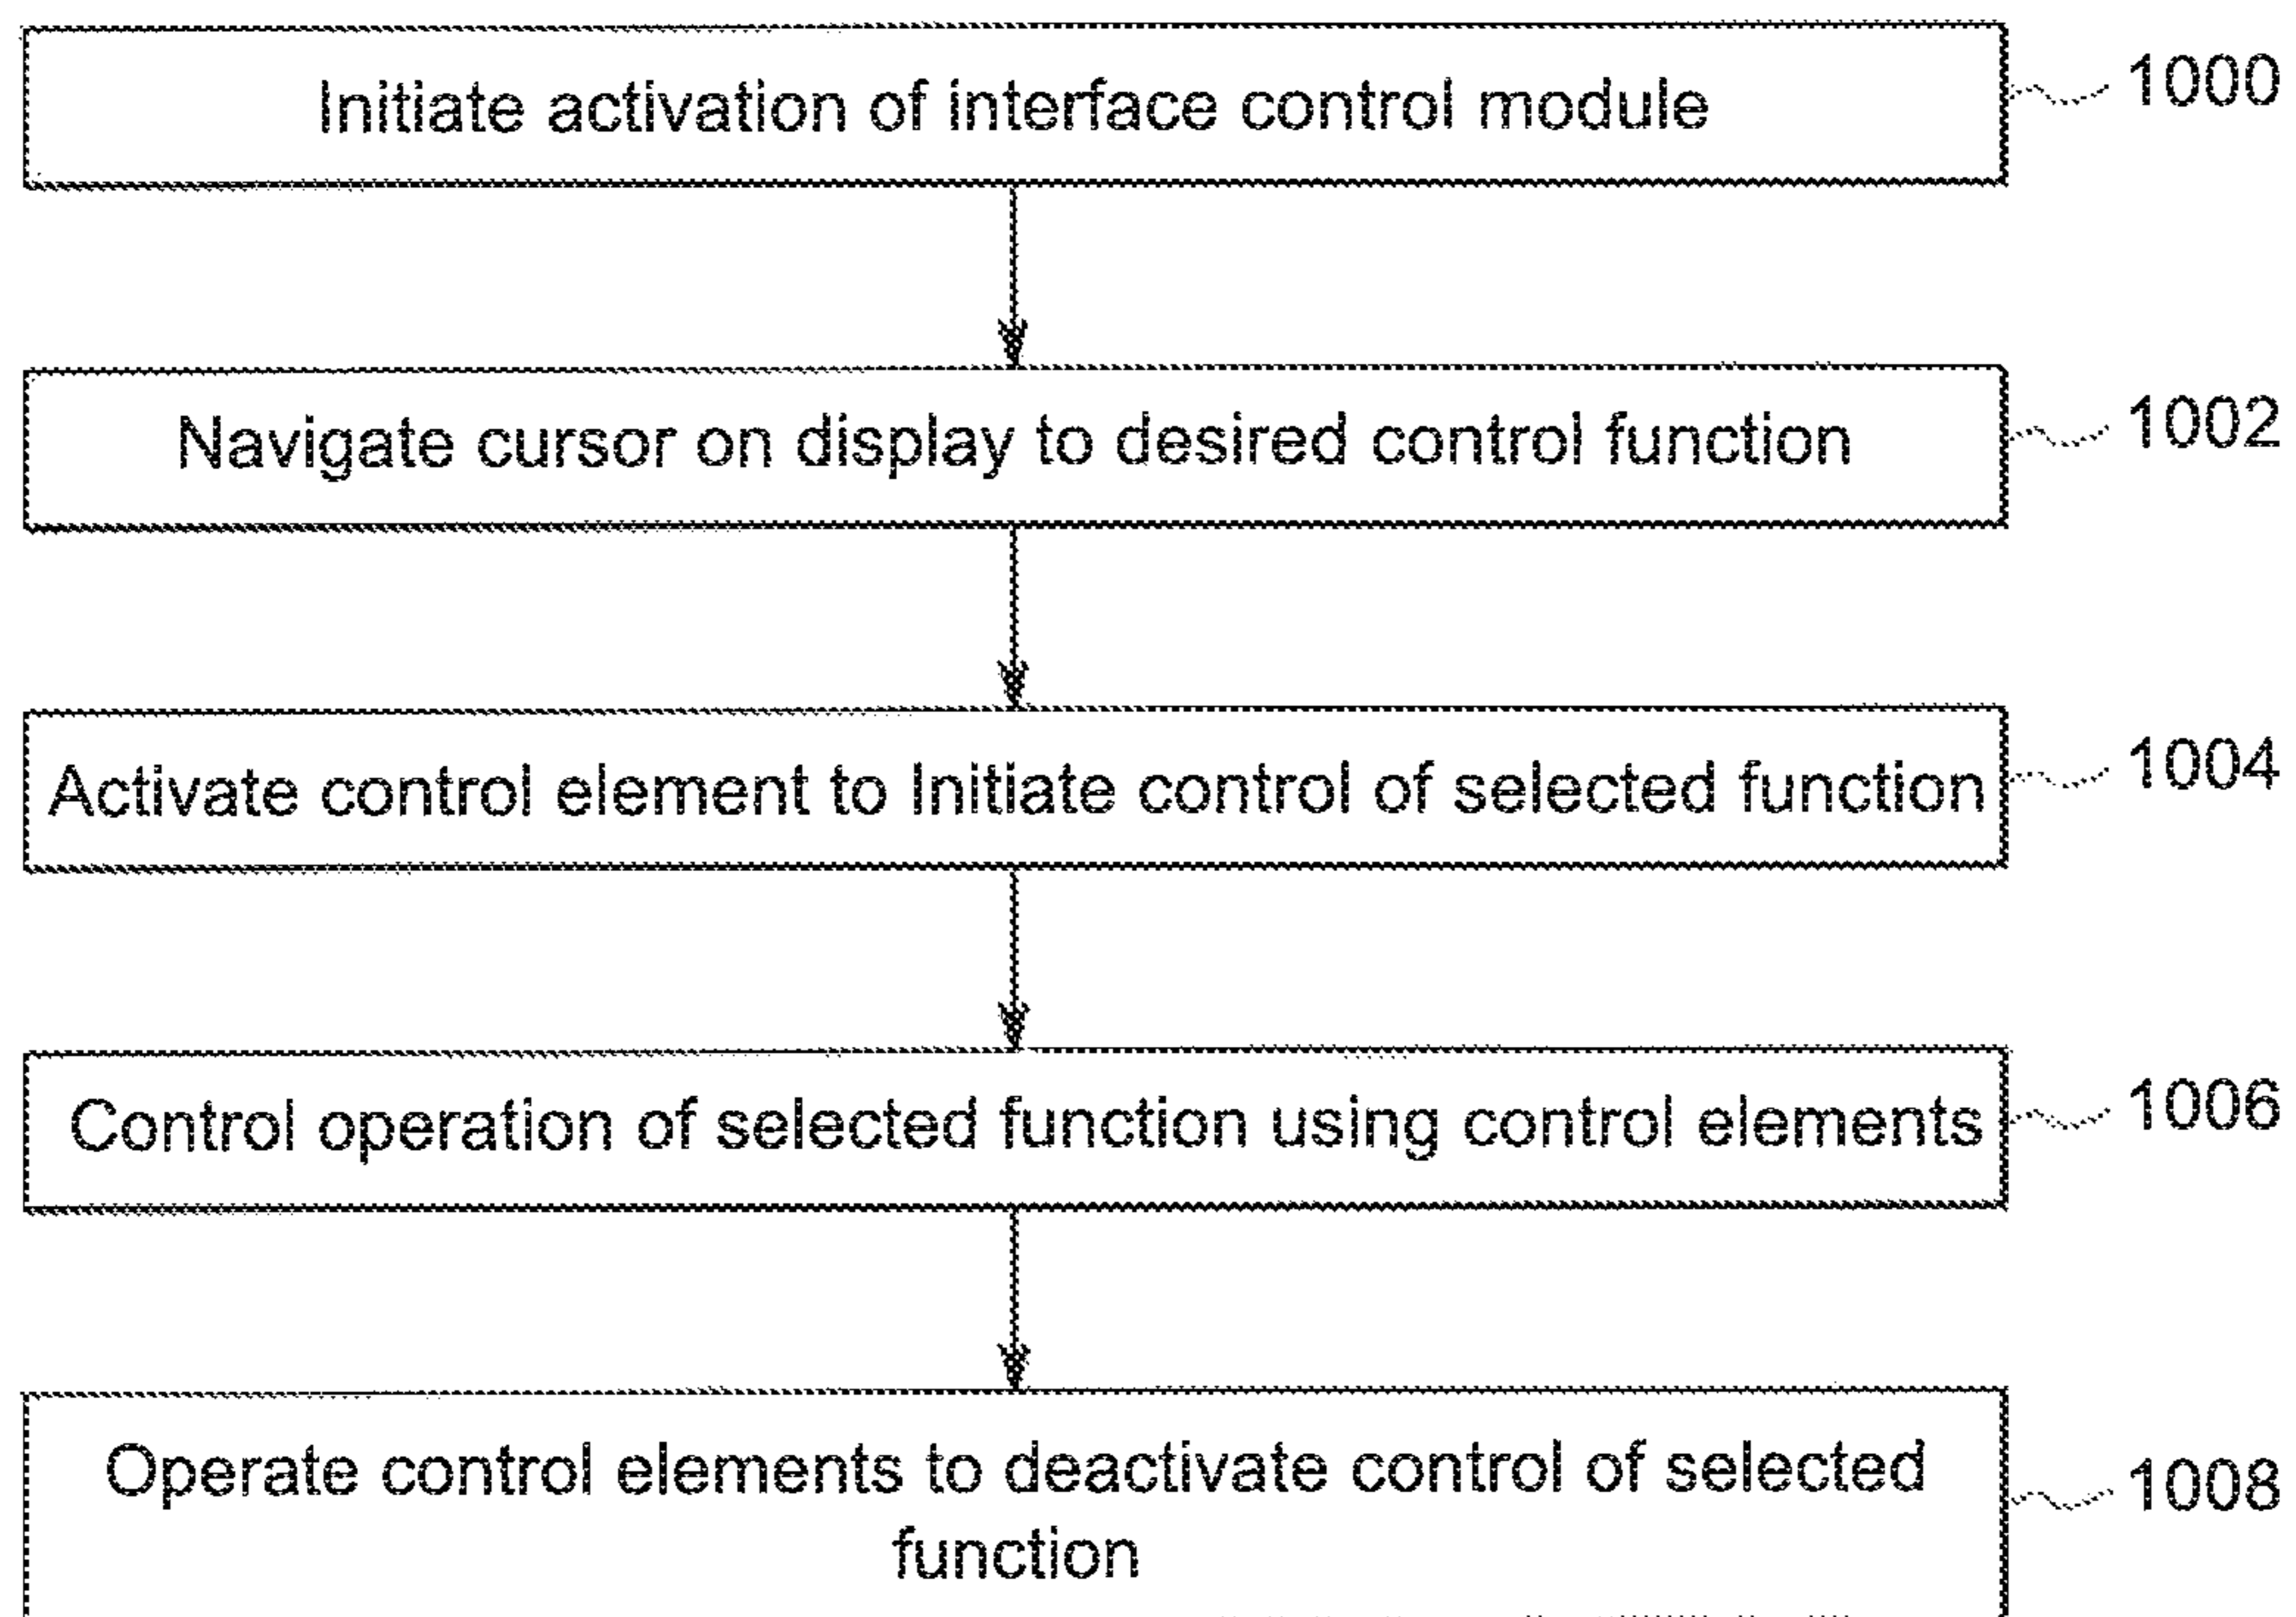 Initiate activation of interface control module
1000
Navigate cursor on display to desired control function
1002
Activate control element to Initiate control of selected function
1004
Control operation of selected function using control elements
1006
Operate control elements to deactivate control of selected
function
1008